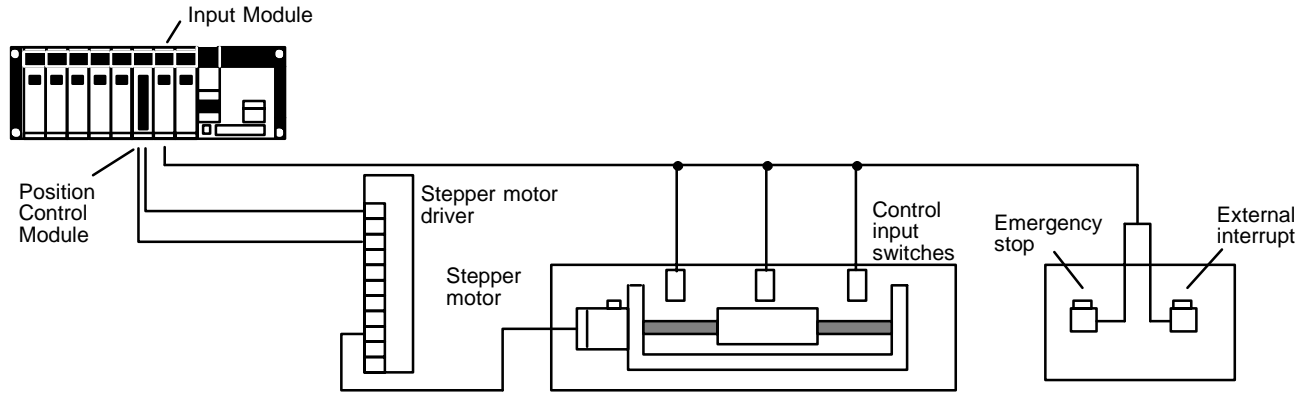 Input Module
Position
Control
Module
Stepper motor
driver
Stepper
motor
Control
input
switches
Emergency
stop
External
interrupt